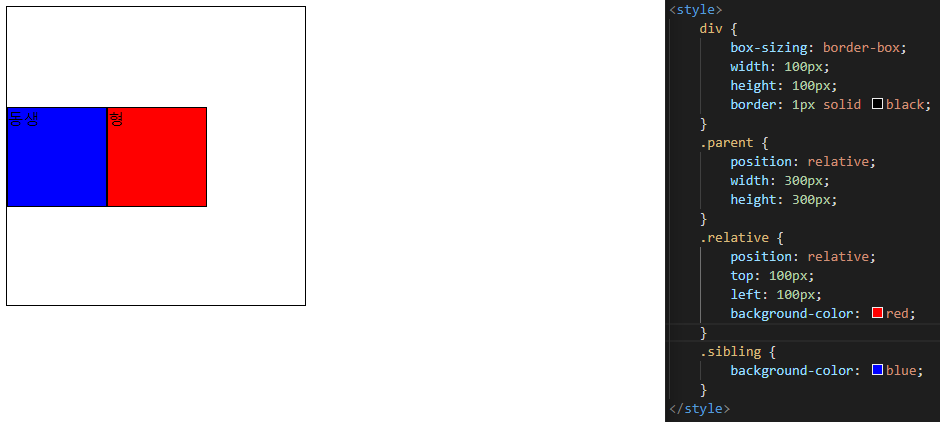 동생 형
<style>
div {
box-sizing: border-box;
width: 100px;
height: 100px;
border: 1px solid black;
}
.parent {
position: relative;
width: 300px;
height: 300px;
}
.relative {
position: relative;
top: 100px;
left: 100px;
background-color: red;
}
.sibling {
background-color: blue;
}
</style>